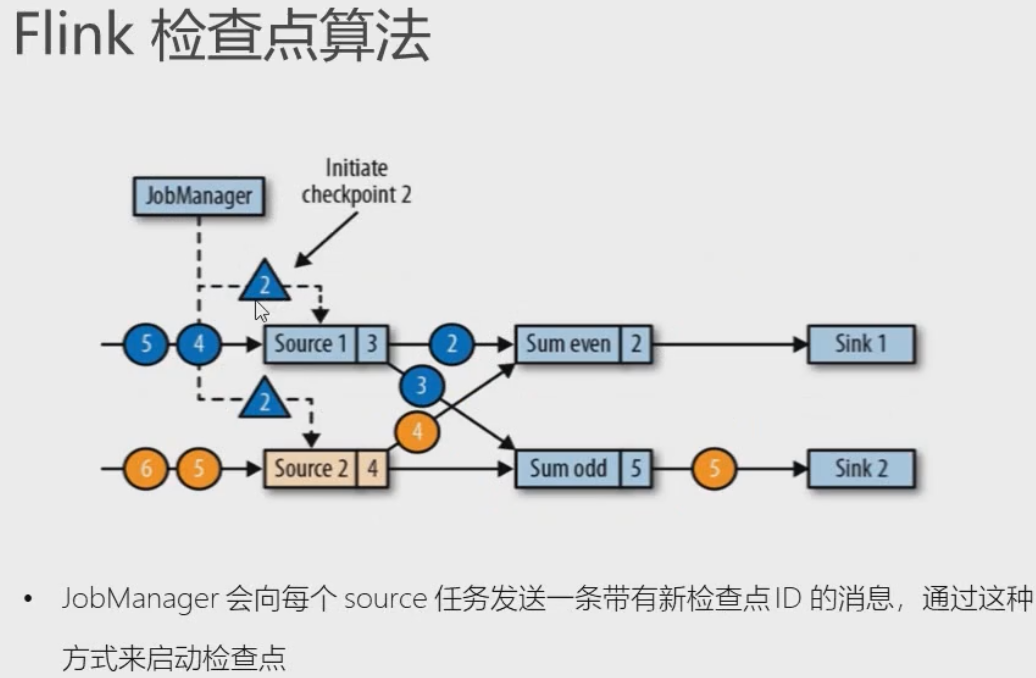 Flink 检查点算法
Initiate
checkpoint 2
JobManager
2
5 4 Source 1 3 2 Sum even 2 Sink 1
3
2
4
6 5 Source 2 4 Sum odd 5 5 Sink 2
• JobManager 会向每个 source 任务发送一条带有新检查点 ID 的消息，通过这种
方式来启动检查点